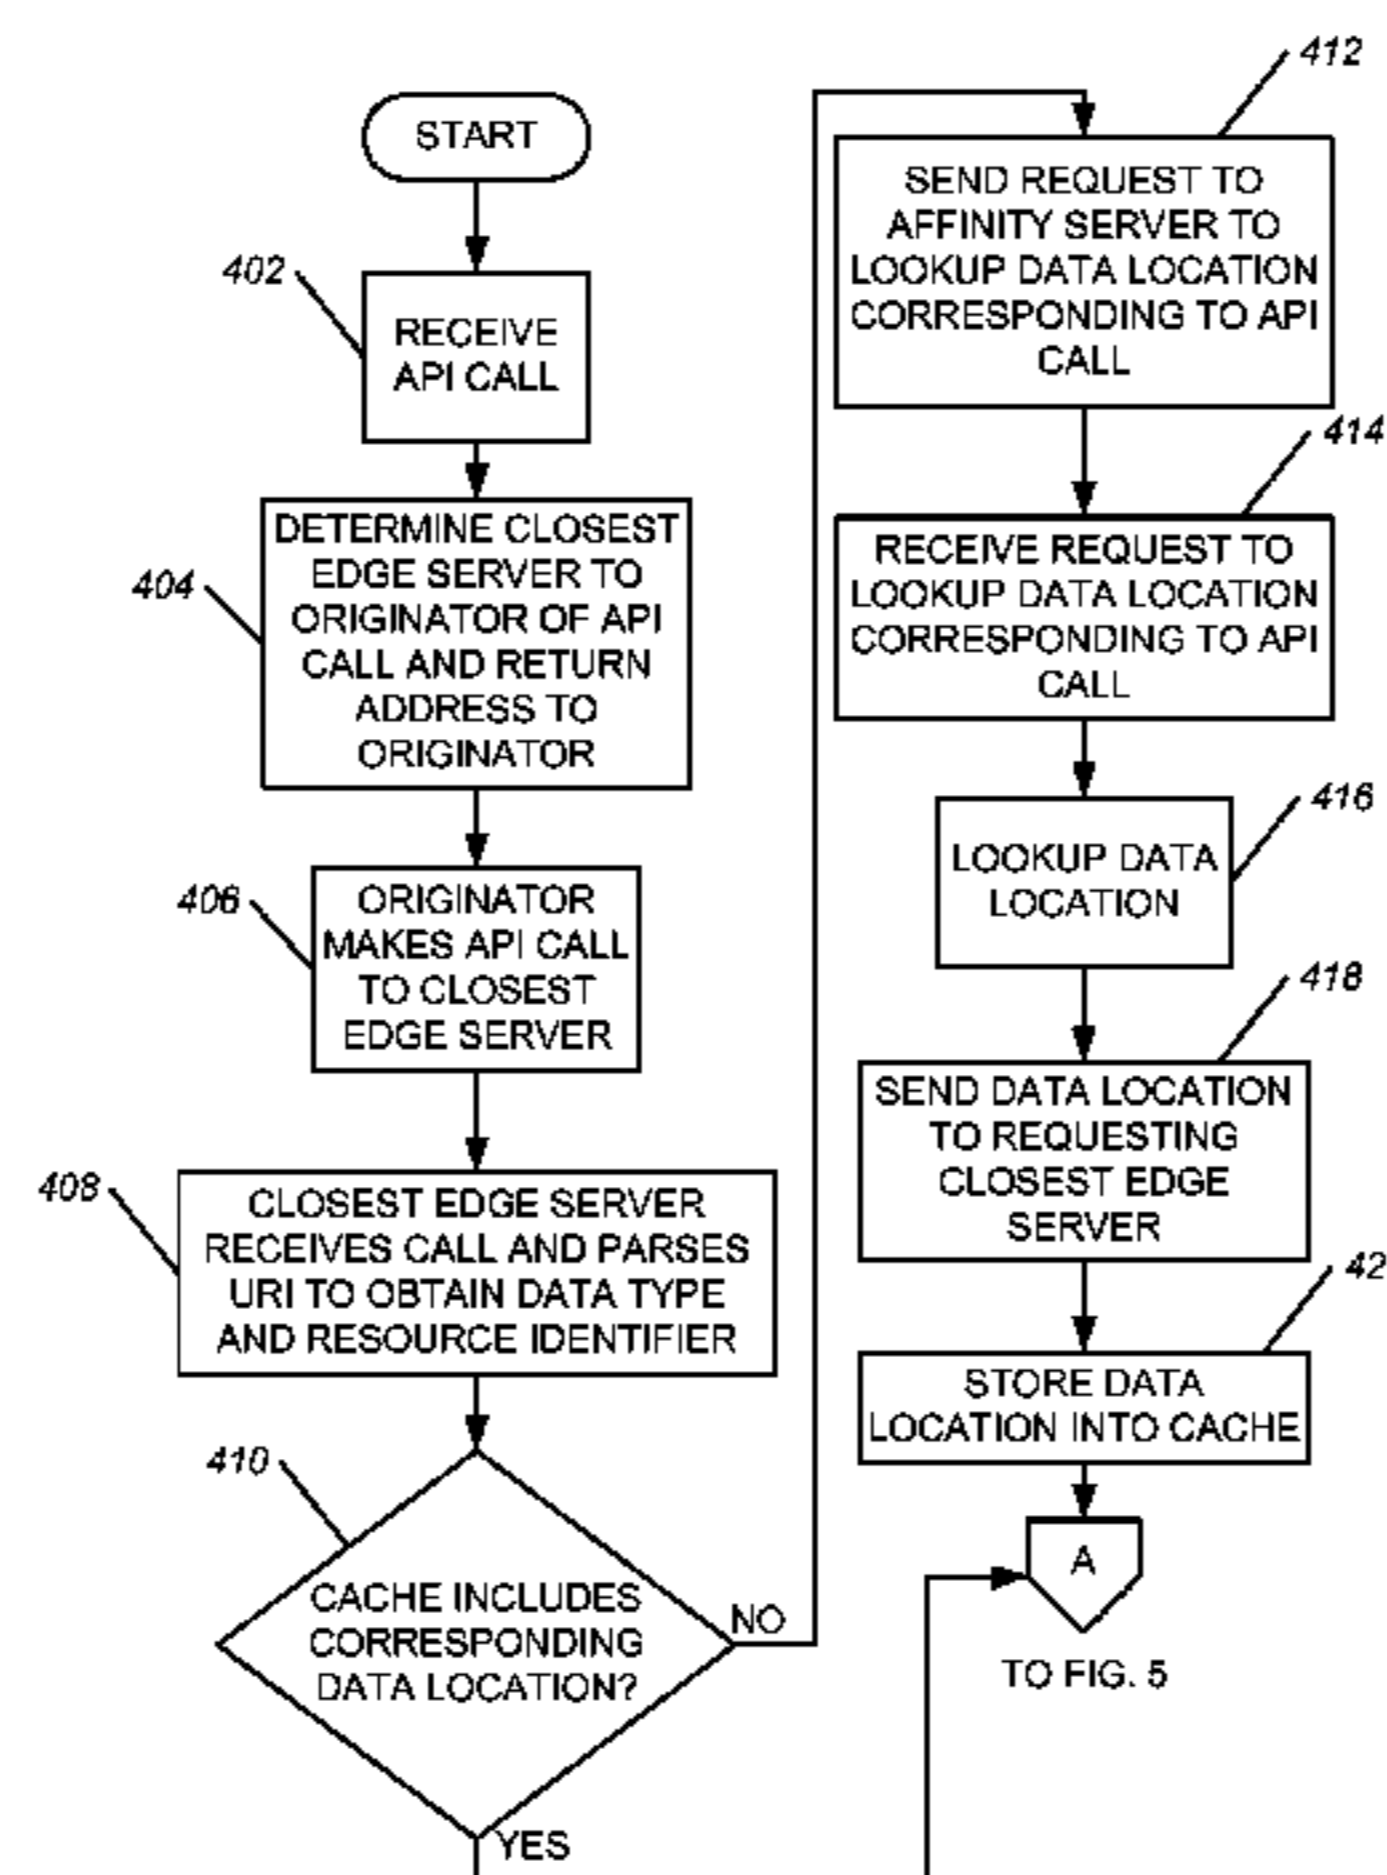 START
402
RECEIVE
API CALL
404
DETERMINE CLOSEST
EDGE SERVER TO
ORIGINATOR OF API
CALL AND RETURN
ADDRESS TO
ORIGINATOR
406
ORIGINATOR
MAKES API CALL
TO CLOSEST
EDGE SERVER
408
CLOSEST EDGE SERVER
RECEIVES CALL AND PARSES
URI TO OBTAIN DATA TYPE
AND RESOURCE IDENTIFIER
410
CACHE INCLUDES
CORRESPONDING
DATA LOCATION?
NO
YES
412
SEND REQUEST TO
AFFINITY SERVER TO
LOOKUP DATA LOCATION
CORRESPONDING TO API
CALL
414
RECEIVE REQUEST TO
LOOKUP DATA LOCATION
CORRESPONDING TO API
CALL
416
LOOKUP DATA
LOCATION
418
SEND DATA LOCATION
TO REQUESTING
CLOSEST EDGE
SERVER
42
STORE DATA
LOCATION INTO CACHE
A
TO FIG. 5